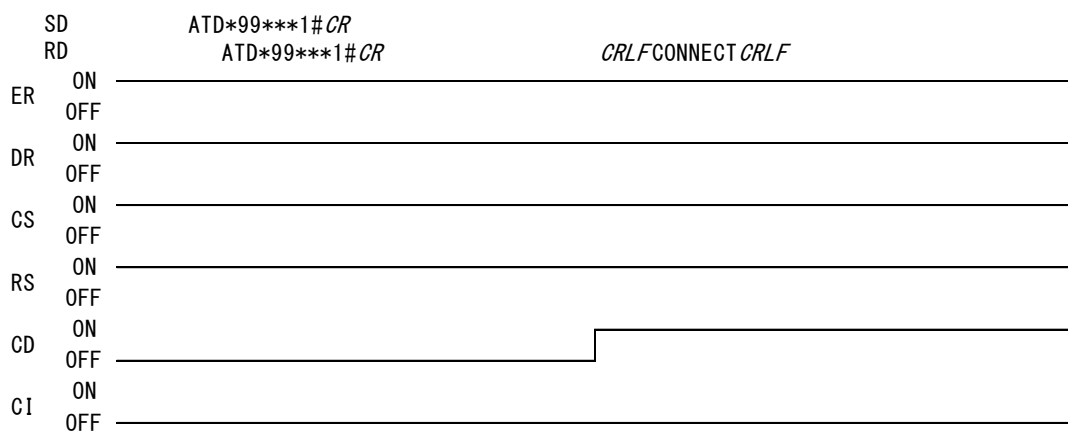 SD ATD*99***1#CR
RD ATD*99***1#CR CRLFCONNECTCRLF
ER ON
OFF
DR ON
OFF
CS ON
OFF
RS ON
OFF
CD ON
OFF
CI ON
OFF